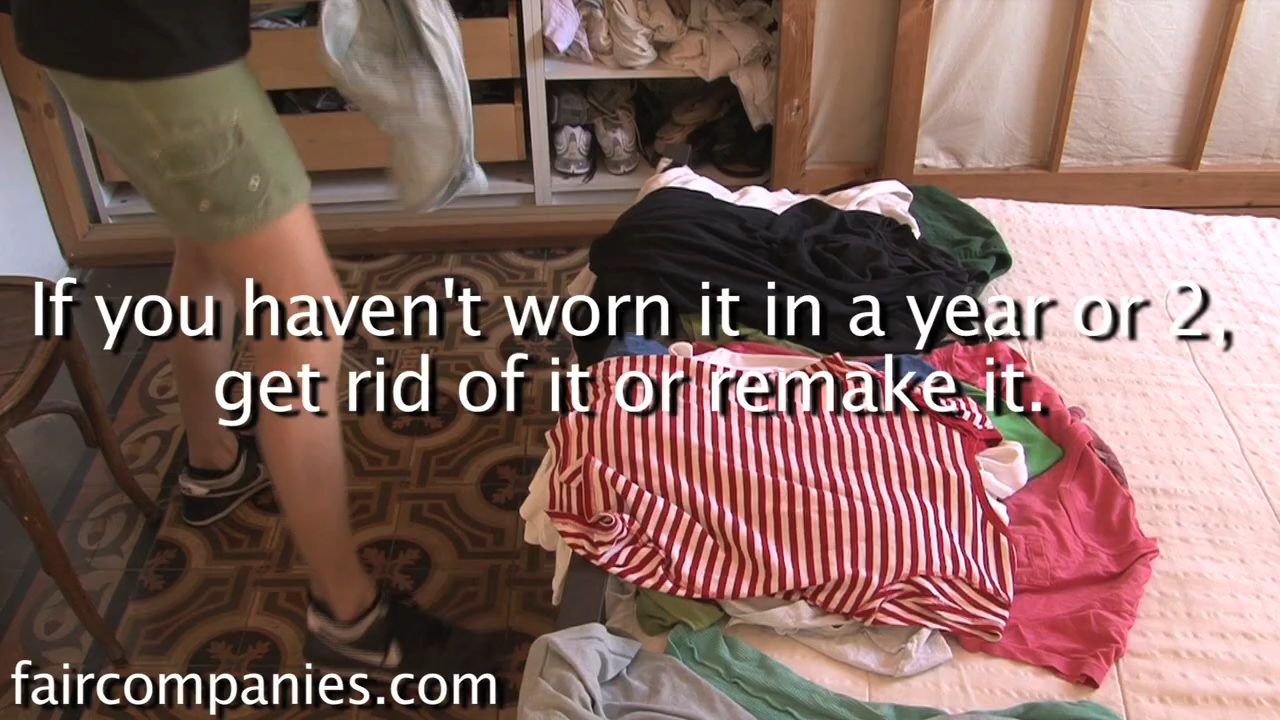 If you haven't worn it in a year or 2,
get rid of it or remake it.
faircompanies.com